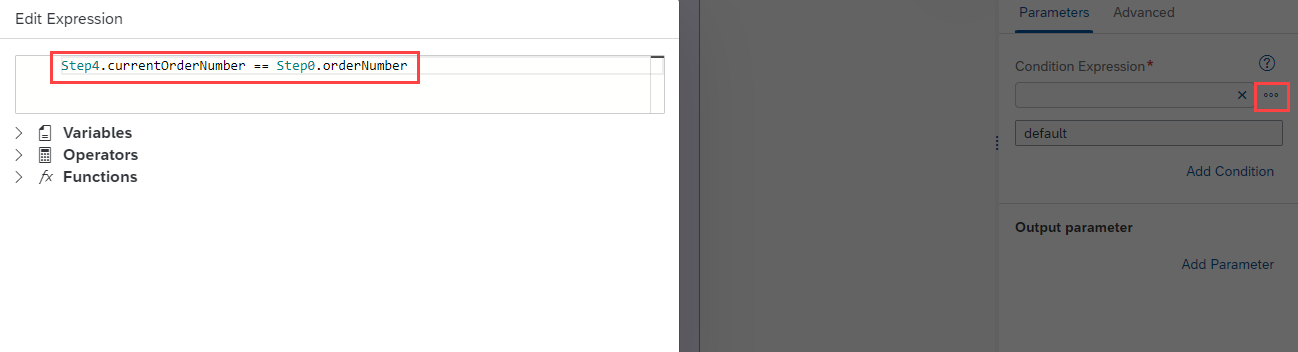 Edit Expression
Step4.currentOrderNumber == Step0.orderNumber
Variables
Operators
fx Functions
Parameters Advanced
Condition Expression*
default
Add Condition
Output parameter
Add Parameter